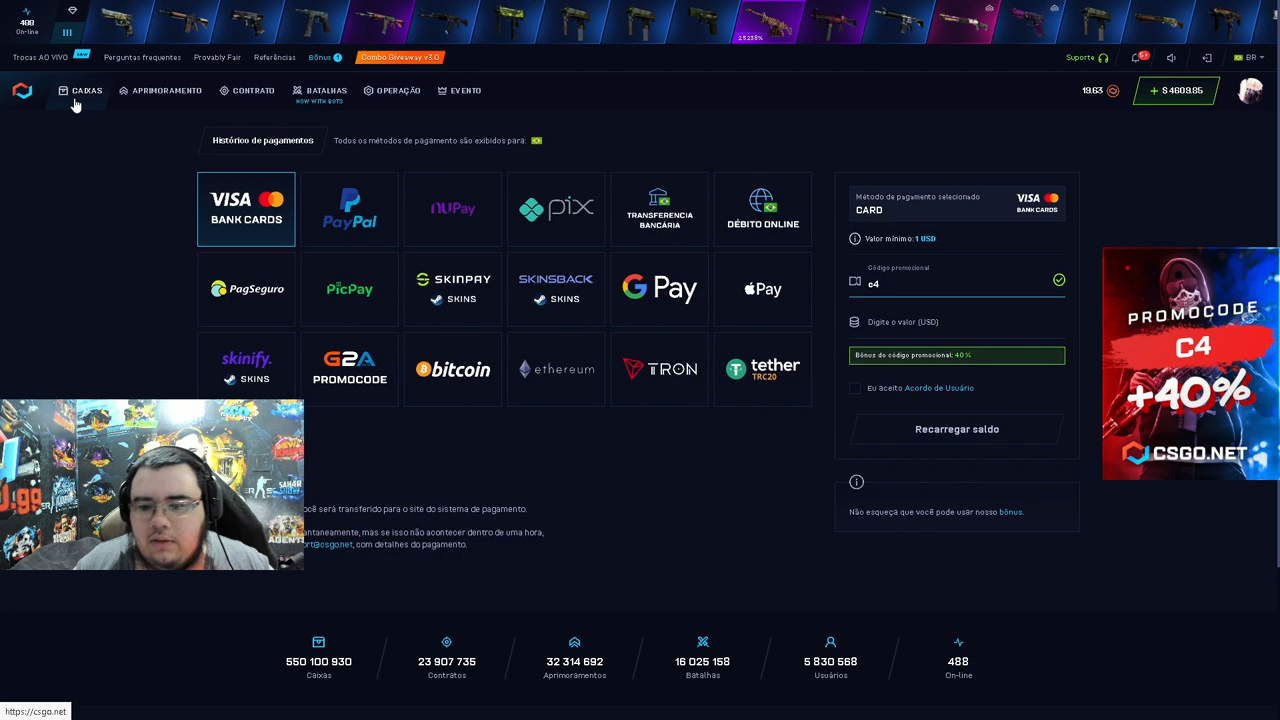 488
On-line
25238%
Trocas AO VIVO
NEW
Perguntas frequentes
Provably Fair
Referências
Bônus 1
Combo Giveaway v3.0
Suporte
5+
BR
CAIXAS
APRIMORAMENTO
CONTRATO
BATALHAS
NOW WITH BOTS
OPERAÇÃO
EVENTO
19.63
+ $ 4609.85
Histórico de pagamentos
Todos os métodos de pagamento são exibidos para:
VISA
BANK CARDS
PayPal
nuPay
pix
TRANSFERENCIA
BANCÁRIA
DÉBITO ONLINE
PagSeguro
PicPay
SKINPAY
SKINS
SKINSBACK
SKINS
G Pay
Pay
skinify.
SKINS
G2A
PROMOCODE
bitcoin
ethereum
TRON
tether
TRC20
Método de pagamento selecionado
CARD
VISA
BANK CARDS
Valor mínimo: 1 USD
Código promocional
c4
Digite o valor (USD)
Bônus do código promocional: 40%
Eu aceito Acordo de Usuário
Recarregar saldo
Não esqueça que você pode usar nosso bônus.
PROMOCODE
C4
+40%
CSGO.NET
ocê será transferido para o site do sistema de pagamento.
ntantaneamente, mas se isso não acontecer dentro de uma hora,
ort@csgo.net, com detalhes do pagamento.
550 100 930
Caixas
23 907 735
Contratos
32 314 692
Aprimoramentos
16 025 158
Batalhas
5 830 568
Usuários
488
On-line
https://csgo.net